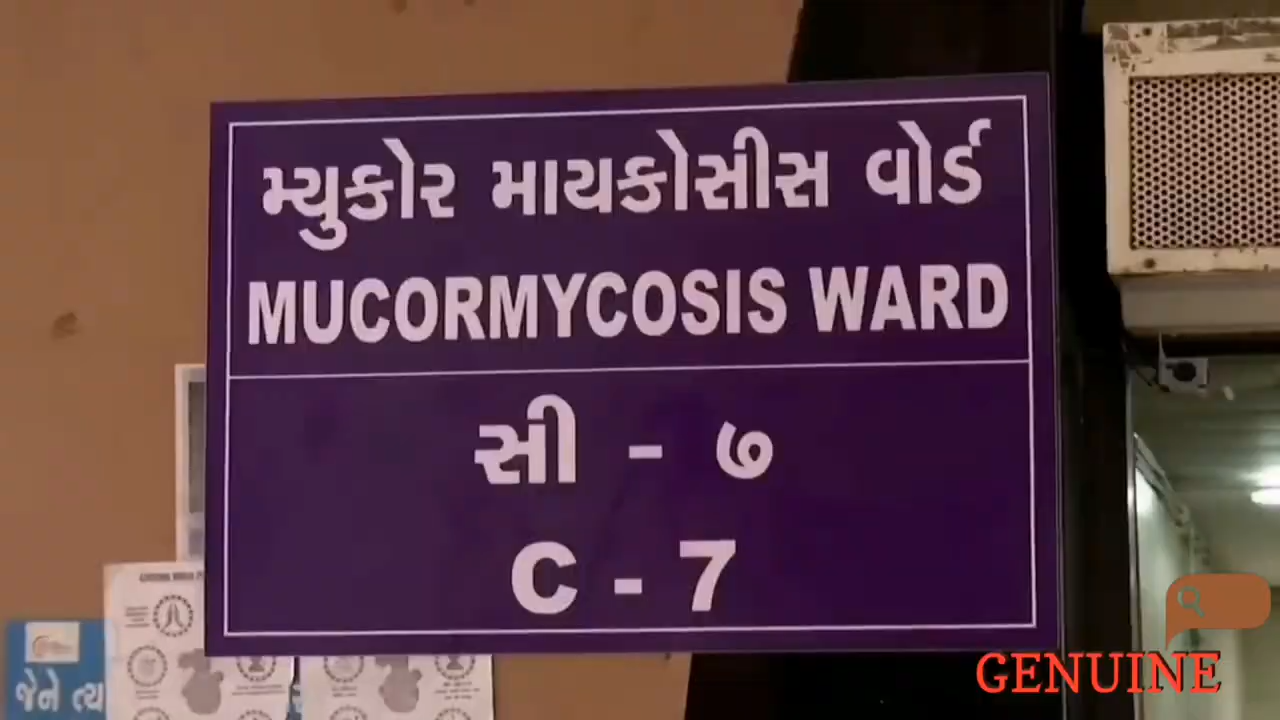 મ્યુકોર માયકોસીસ વોર્ડ
MUCORMYCOSIS WARD
સી - ૭
C - 7
જેને ત્ય
GENUINE